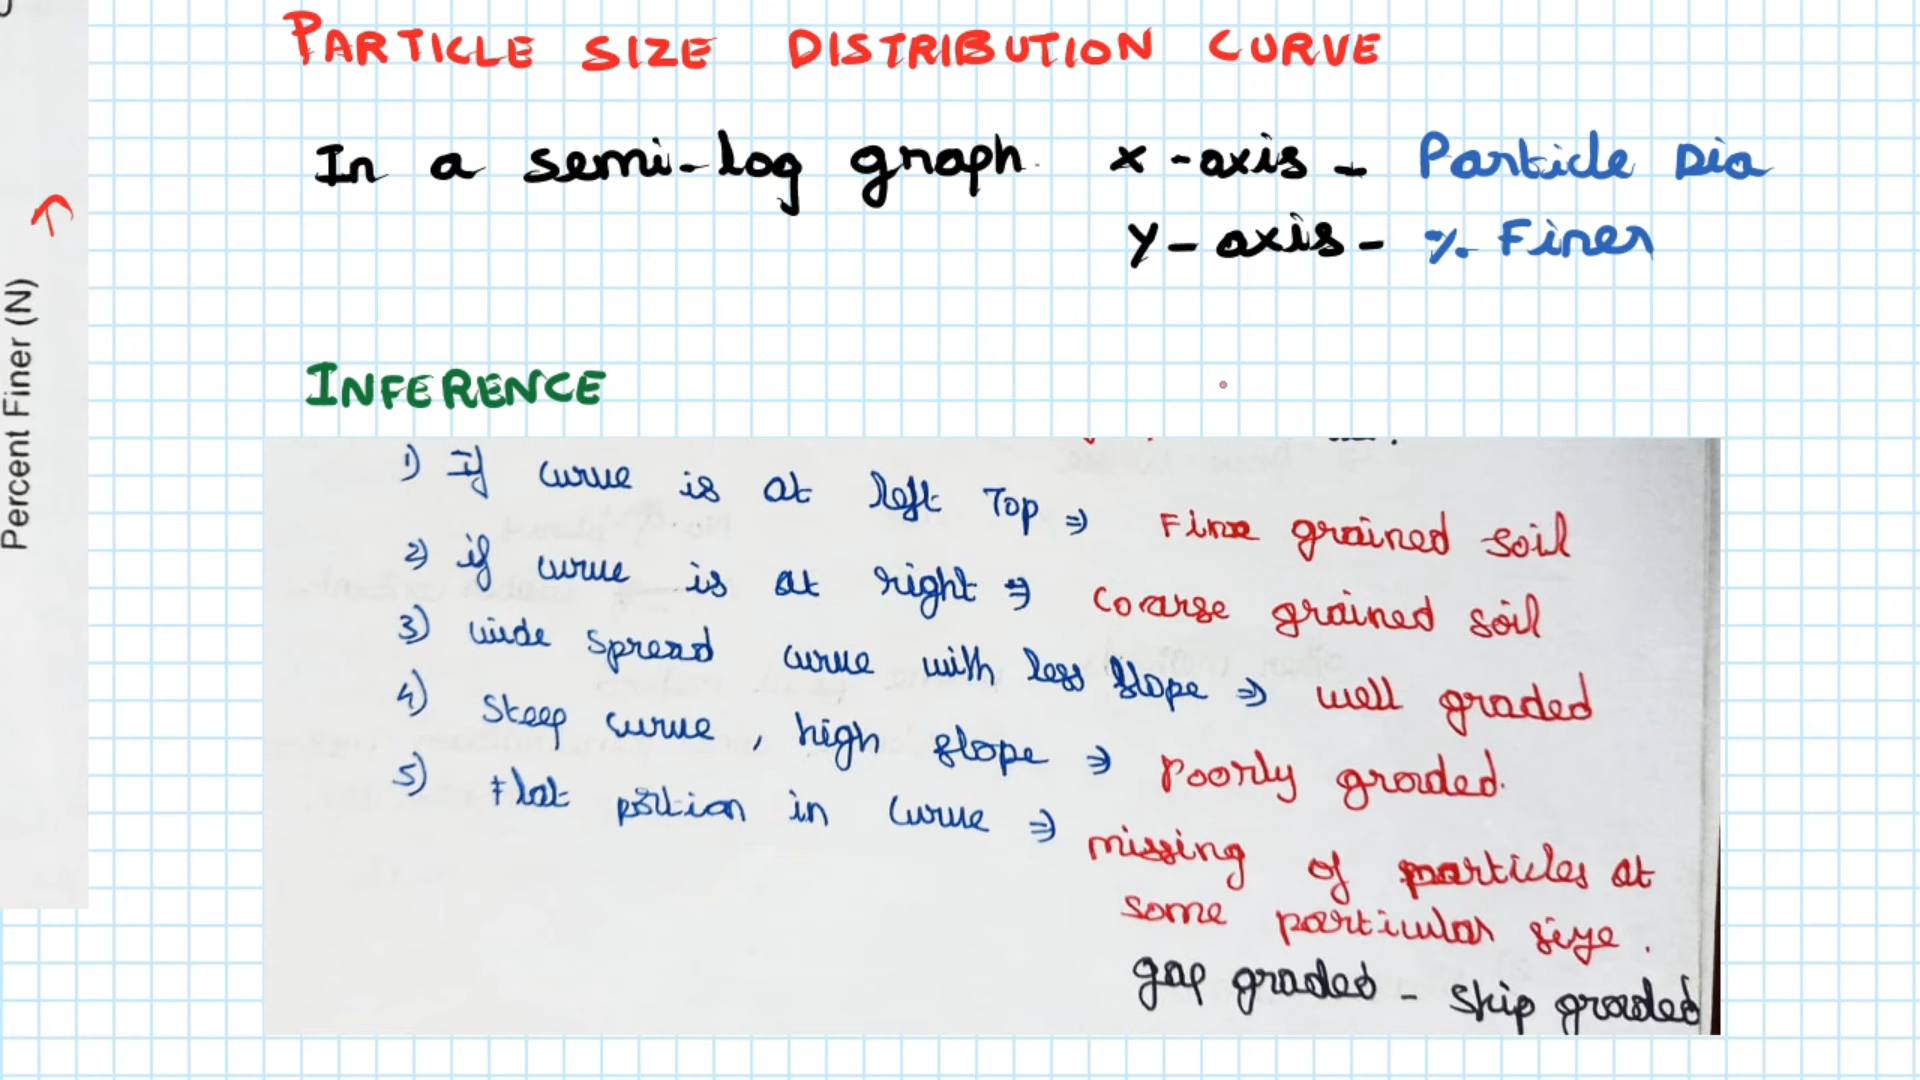 PARTICLE SIZE DISTRIBUTION CURVE
In a semi-log graph x-axis - Particle Dia
y-axis - % Finer
Percent Finer (N)
INFERENCE
1) If curve is at left Top ⇒ Fine grained soil
2) if curve is at right ⇒ coarse grained soil
3) wide spread curve with less slope ⇒ well graded
4) steep curve, high slope ⇒ poorly graded.
5) Flat portion in curve ⇒ missing of particles at
some particular size.
gap graded - skip graded